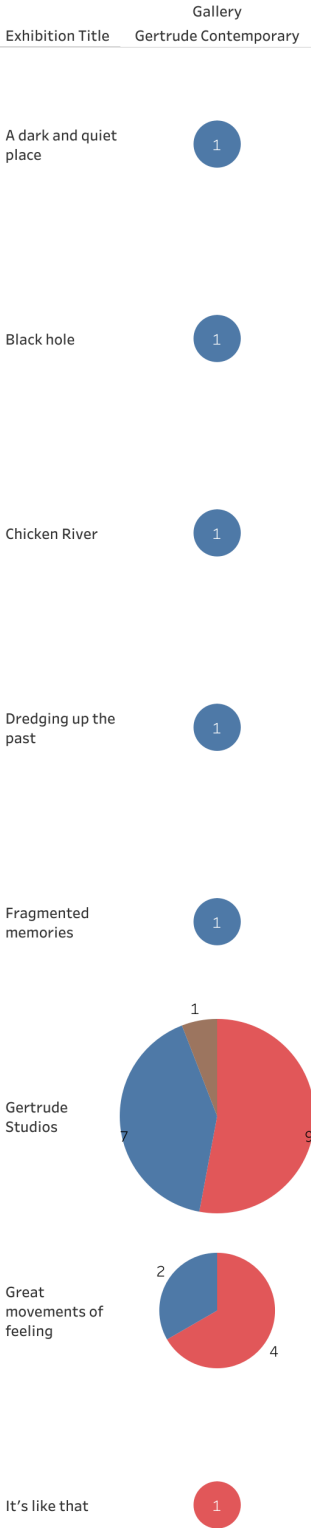 Gallery
Exhibition Title Gertrude Contemporary
A dark and quiet
place
1
Black hole
1
Chicken River
1
Dredging up the
past
1
Fragmented
memories
1
1
Gertrude
Studios
7
9
2
Great
movements of
feeling
4
It's like that
1